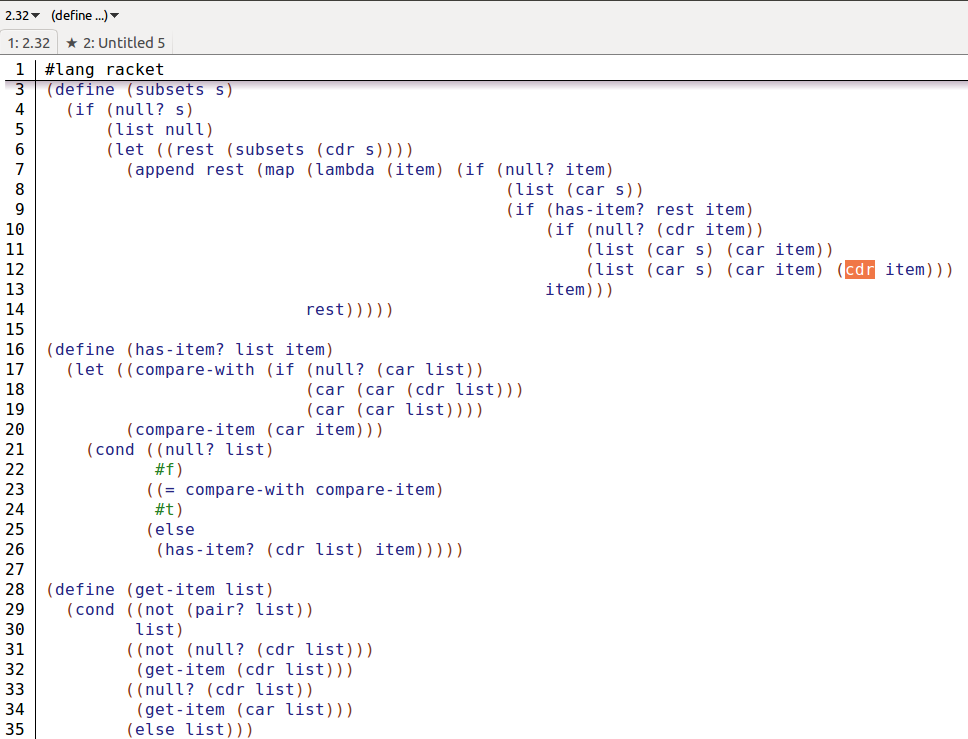 2.32▾ (define ...)▾
1: 2.32 ★ 2: Untitled 5
1 #lang racket
3 (define (subsets s)
4   (if (null? s)
5       (list null)
6       (let ((rest (subsets (cdr s))))
7         (append rest (map (lambda (item) (if (null? item)
8                                               (list (car s))
9                                               (if (has-item? rest item)
10                                                  (if (null? (cdr item))
11                                                      (list (car s) (car item))
12                                                      (list (car s) (car item) (cdr item)))
13                                                  item)))
14                          rest)))))
15
16 (define (has-item? list item)
17   (let ((compare-with (if (null? (car list))
18                           (car (car (cdr list)))
19                           (car (car list))))
20         (compare-item (car item)))
21     (cond ((null? list)
22            #f)
23           ((= compare-with compare-item)
24            #t)
25           (else
26            (has-item? (cdr list) item)))))
27
28 (define (get-item list)
29   (cond ((not (pair? list))
30          list)
31         ((not (null? (cdr list)))
32          (get-item (cdr list)))
33         ((null? (cdr list))
34          (get-item (car list)))
35         (else list)))